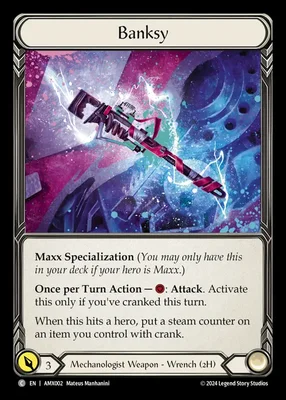 Banksy
Maxx Specialization (You may only have this
in your deck if your hero is Maxx.)
Once per Turn Action — : Attack. Activate
this only if you've cranked this turn.
When this hits a hero, put a steam counter on
an item you control with crank.
3
Mechanologist Weapon - Wrench (2H)
C EN | AMX002 Mateus Manhanini
© 2024 Legend Story Studios